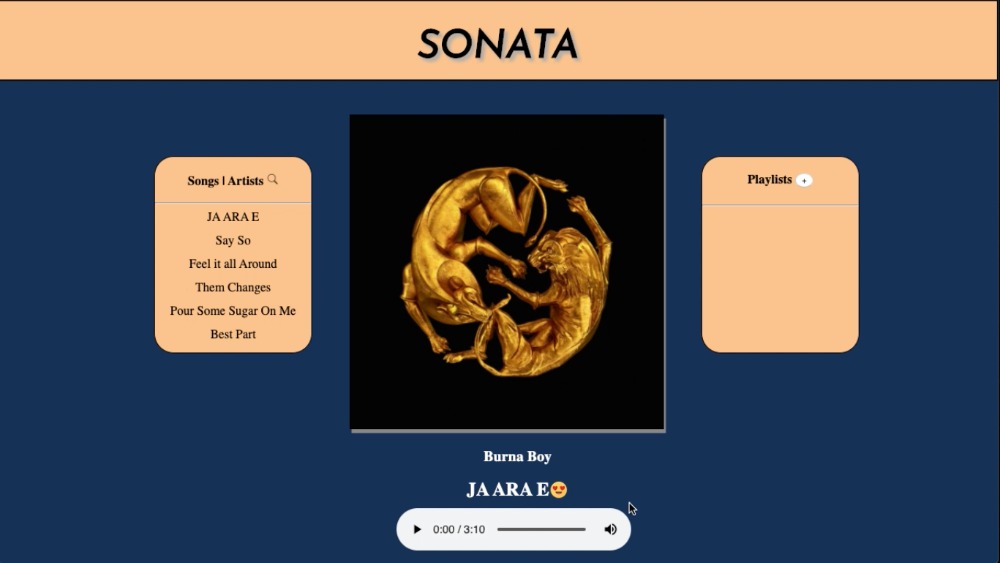 SONATA
Songs | Artists
JA ARA E
Say So
Feel it all Around
Them Changes
Pour Some Sugar On Me
Best Part
Playlists +
Burna Boy
JA ARA E😍
0:00 / 3:10